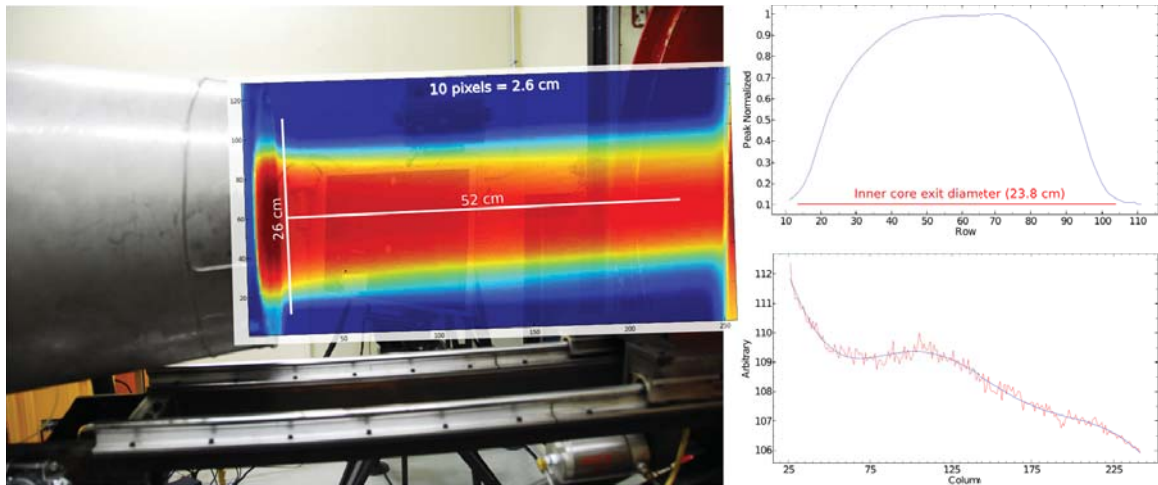 10 pixels = 2.6 cm
120
100
80
60
40
20
26 cm
52 cm
50 100 150 200 250
Peak Normalized
1
0.9
0.8
0.7
0.6
0.5
0.4
0.3
0.2
0.1
Inner core exit diameter (23.8 cm)
10 20 30 40 50 60 70 80 90 100 110
Row
Arbitrary
112
110
109
108
107
106
25 75 125 175 225
Column